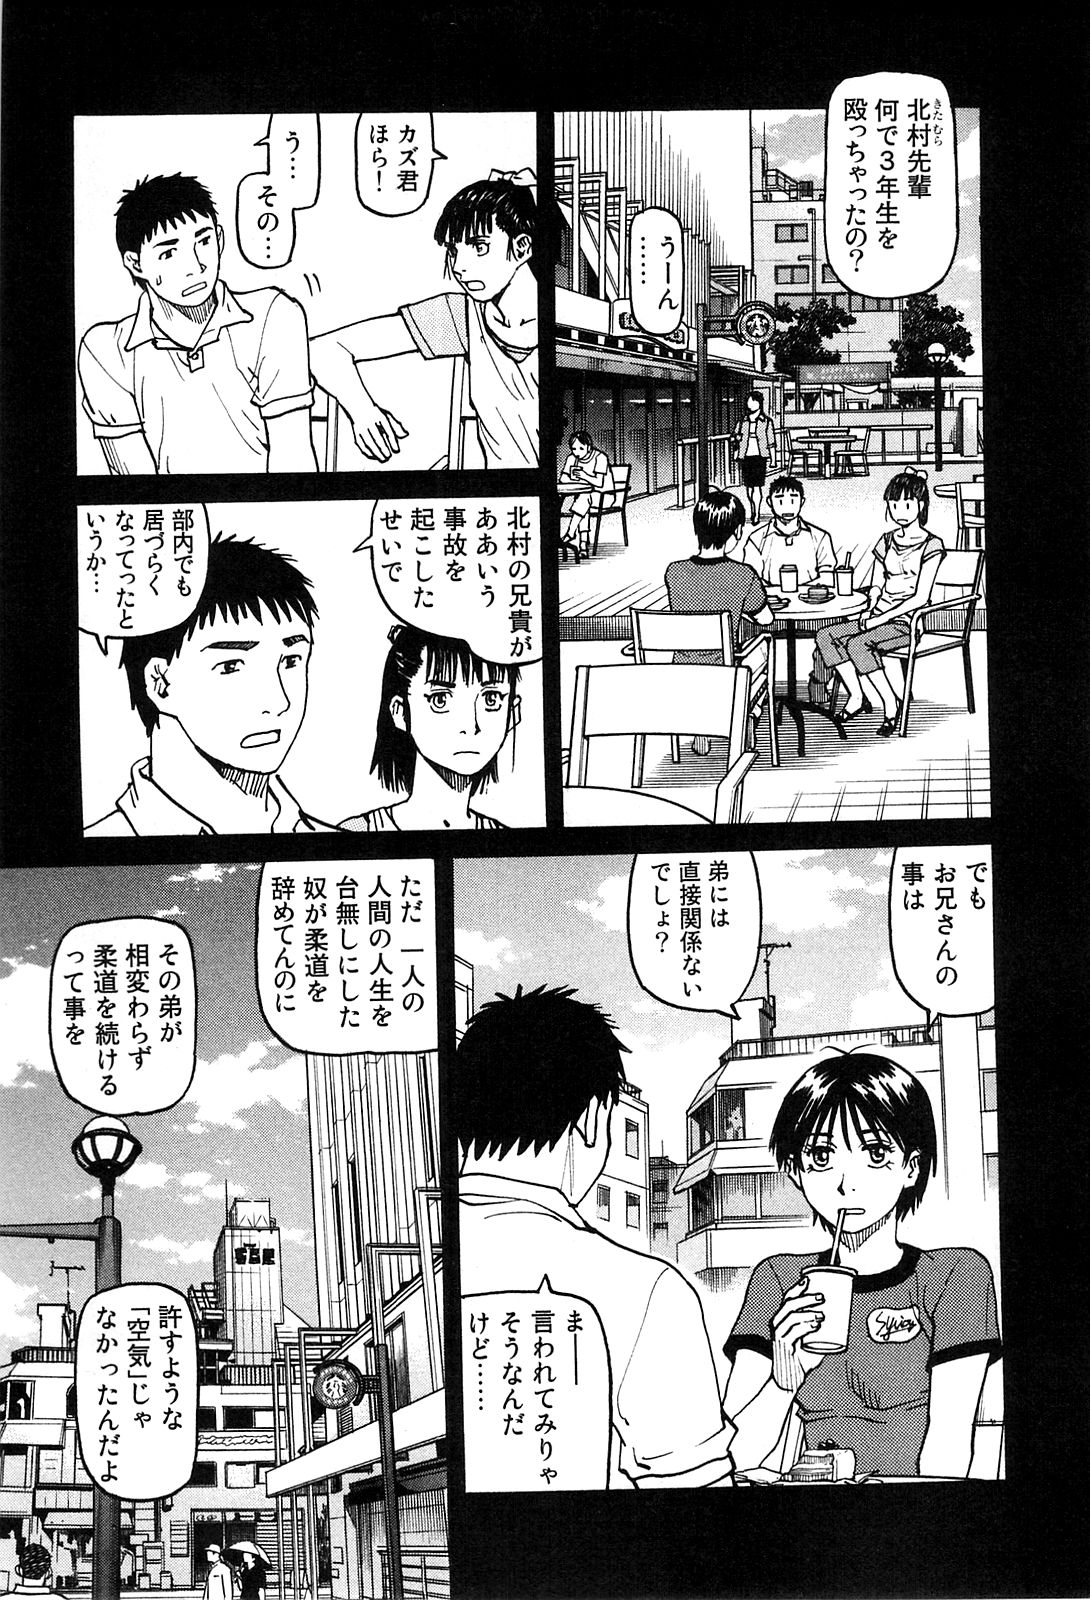 北村先輩
きたむら
何で3年生を
殴っちゃったの?
うーん
……
カズ君
ほら!
う…
その…
北村の兄貴が
ああいう
事故を
起こした
せいで
部内でも
居づらく
なってったと
いうか…
でも
お兄さんの
事は
弟には
直接関係ない
でしょ?
まー
言われてみりゃ
そうなんだ
けど……
ただ 一人の
人間の人生を
台無しにした
奴が柔道を
辞めてんのに
その弟が
相変わらず
柔道を続ける
って事を
許すような
「空気」じゃ
なかったんだよ